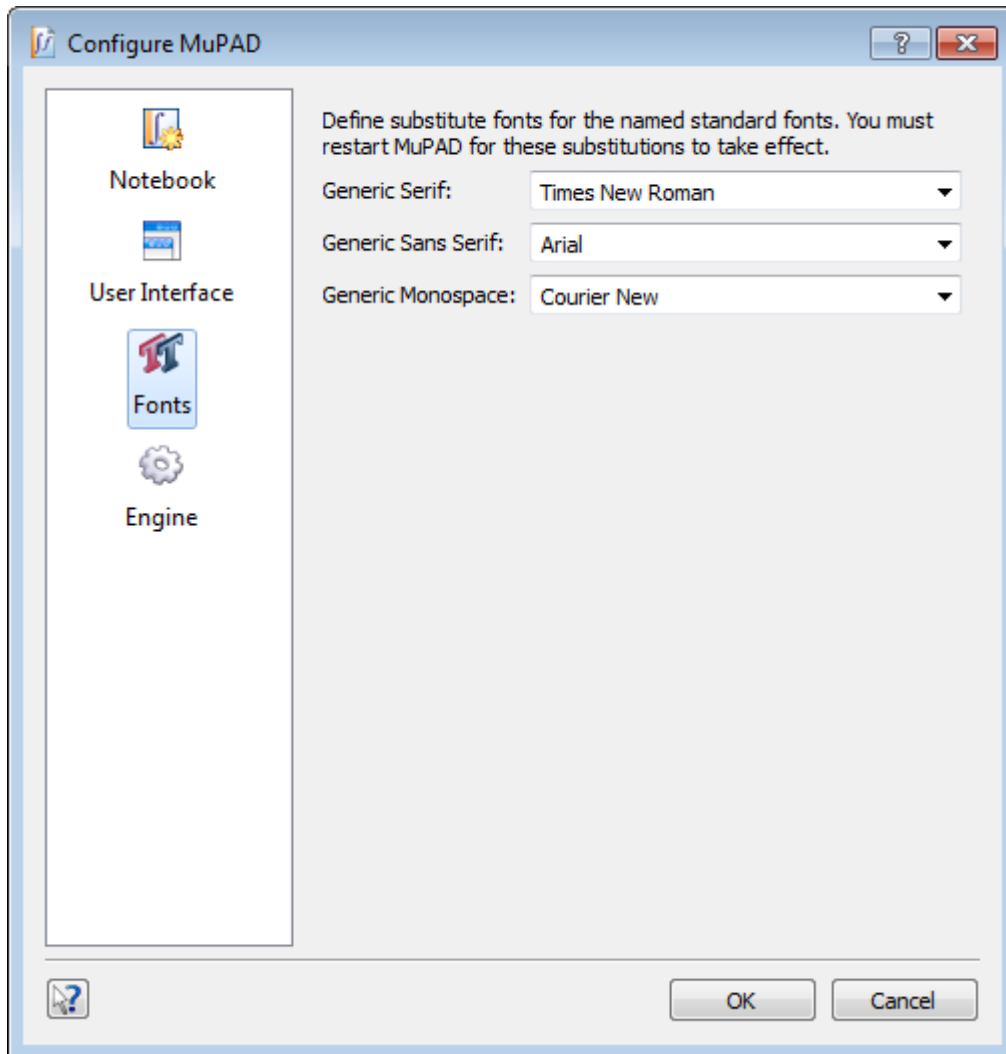 Configure MuPAD
Notebook
User Interface
Fonts
Engine
Define substitute fonts for the named standard fonts. You must
restart MuPAD for these substitutions to take effect.
Generic Serif: Times New Roman
Generic Sans Serif: Arial
Generic Monospace: Courier New
OK Cancel